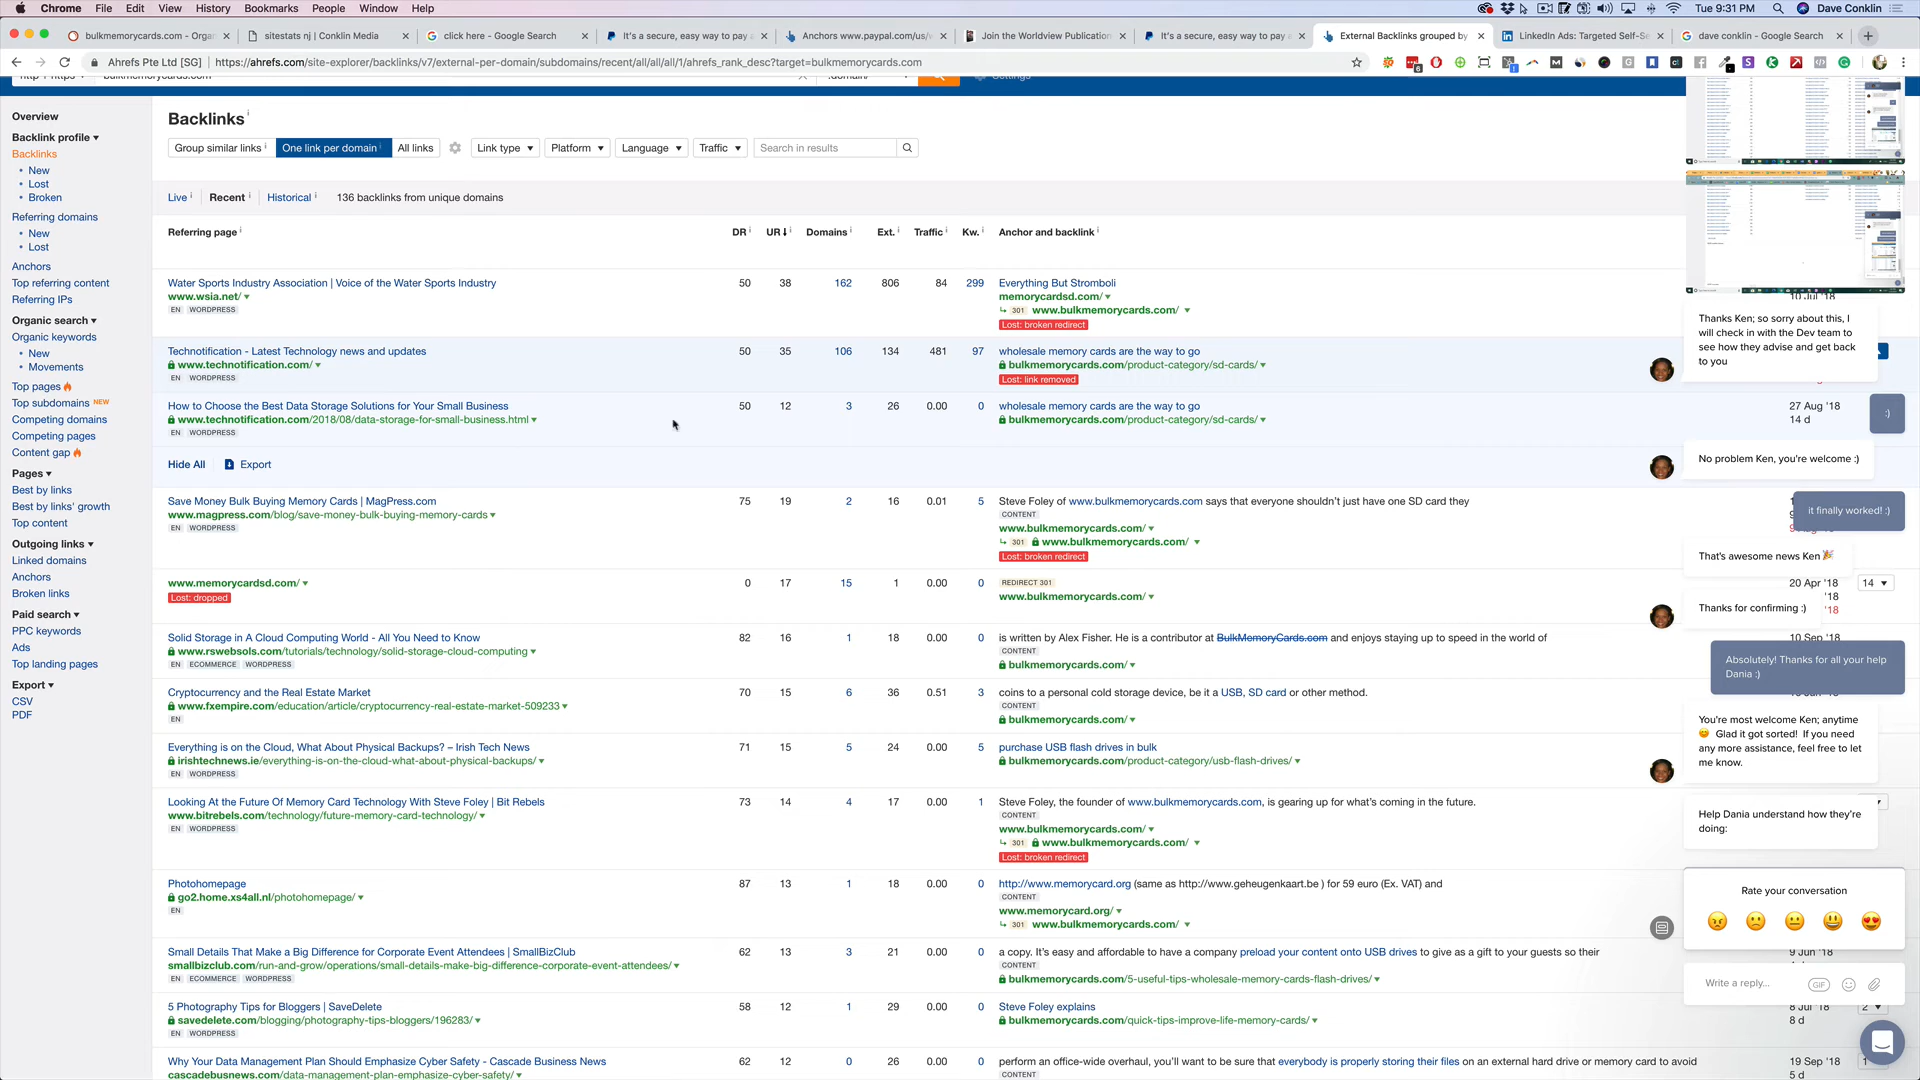 Chrome File Edit View History Bookmarks People Window Help
Tue 9:31 PM Dave Conklin
bulkmemorycards.com - Orga
sitestats nj | Conklin Media
click here - Google Search
It's a secure, easy way to pay a
Anchors www.paypal.com/us/w
Join the Worldview Publication
It's a secure, easy way to pay a
External Backlinks grouped by
LinkedIn Ads: Targeted Self-Se
dave conklin - Google Search
Ahrefs Pte Ltd [SG] https://ahrefs.com/site-explorer/backlinks/v7/external-per-domain/subdomains/recent/all/all/all/1/ahrefs_rank_desc?target=bulkmemorycards.com
Settings
Overview
Backlink profile
Backlinks
New
Lost
Broken
Referring domains
New
Lost
Anchors
Top referring content
Referring IPs
Organic search
Organic keywords
New
Movements
Top pages
Top subdomains NEW
Competing domains
Competing pages
Content gap
Pages
Best by links
Best by links' growth
Top content
Outgoing links
Linked domains
Anchors
Broken links
Paid search
PPC keywords
Ads
Top landing pages
Export
CSV
PDF
Backlinks
Group similar links One link per domain All links Link type Platform Language Traffic Search in results
Live Recent Historical 136 backlinks from unique domains
Referring page DR UR Domains Ext. Traffic Kw. Anchor and backlink
Water Sports Industry Association | Voice of the Water Sports Industry 50 38 162 806 84 299 Everything But Stromboli
www.wsia.net/ memorycardsd.com/
EN WORDPRESS 301 www.bulkmemorycards.com/
Lost: broken redirect
Technotification - Latest Technology news and updates 50 35 106 134 481 97 wholesale memory cards are the way to go
www.technotification.com/ bulkmemorycards.com/product-category/sd-cards/
EN WORDPRESS Lost: link removed
How to Choose the Best Data Storage Solutions for Your Small Business 50 12 3 26 0.00 0 wholesale memory cards are the way to go 27 Aug '18
www.technotification.com/2018/08/data-storage-for-small-business.html bulkmemorycards.com/product-category/sd-cards/ 14 d
EN WORDPRESS
Hide All Export
Save Money Bulk Buying Memory Cards | MagPress.com 75 19 2 16 0.01 5 Steve Foley of www.bulkmemorycards.com says that everyone shouldn't just have one SD card they
www.magpress.com/blog/save-money-bulk-buying-memory-cards CONTENT
EN WORDPRESS www.bulkmemorycards.com/
301 www.bulkmemorycards.com/
Lost: broken redirect
www.memorycardsd.com/ 0 17 15 1 0.00 0 REDIRECT 301 20 Apr '18 14
Lost: dropped www.bulkmemorycards.com/ '18
'18
Solid Storage in A Cloud Computing World - All You Need to Know 82 16 1 18 0.00 0 is written by Alex Fisher. He is a contributor at BulkMemoryCards.com and enjoys staying up to speed in the world of 10 Sep '18
www.rswebsols.com/tutorials/technology/solid-storage-cloud-computing CONTENT
EN ECOMMERCE WORDPRESS bulkmemorycards.com/
Cryptocurrency and the Real Estate Market 70 15 6 36 0.51 3 coins to a personal cold storage device, be it a USB, SD card or other method.
www.fxempire.com/education/article/cryptocurrency-real-estate-market-509233 CONTENT
EN bulkmemorycards.com/
Everything is on the Cloud, What About Physical Backups? – Irish Tech News 71 15 5 24 0.00 5 purchase USB flash drives in bulk
irishtechnews.ie/everything-is-on-the-cloud-what-about-physical-backups/ bulkmemorycards.com/product-category/usb-flash-drives/
EN WORDPRESS
Looking At the Future Of Memory Card Technology With Steve Foley | Bit Rebels 73 14 4 17 0.00 1 Steve Foley, the founder of www.bulkmemorycards.com, is gearing up for what's coming in the future.
www.bitrebels.com/technology/future-memory-card-technology/ CONTENT
EN WORDPRESS www.bulkmemorycards.com/
301 www.bulkmemorycards.com/
Lost: broken redirect
Photohomepage 87 13 1 18 0.00 0 http://www.memorycard.org (same as http://www.geheugenkaart.be ) for 59 euro (Ex. VAT) and
go2.home.xs4all.nl/photohomepage/ CONTENT
EN www.memorycard.org/
301 www.bulkmemorycards.com/
Small Details That Make a Big Difference for Corporate Event Attendees | SmallBizClub 62 13 3 21 0.00 0 a copy. It's easy and affordable to have a company preload your content onto USB drives to give as a gift to your guests so their 9 Jun '18
smallbizclub.com/run-and-grow/operations/small-details-make-big-difference-corporate-event-attendees/ CONTENT
EN ECOMMERCE WORDPRESS bulkmemorycards.com/5-useful-tips-wholesale-memory-cards-flash-drives/
5 Photography Tips for Bloggers | SaveDelete 58 12 1 29 0.00 0 Steve Foley explains 8 Jul '18 2
savedelete.com/blogging/photography-tips-bloggers/196283/ bulkmemorycards.com/quick-tips-improve-life-memory-cards/ 8 d
EN WORDPRESS
Why Your Data Management Plan Should Emphasize Cyber Safety - Cascade Business News 62 12 0 26 0.00 0 perform an office-wide overhaul, you'll want to be sure that everybody is properly storing their files on an external hard drive or memory card to avoid 19 Sep '18 1
cascadebusnews.com/data-management-plan-emphasize-cyber-safety/ CONTENT 5 d
10 Jul '18
Thanks Ken; so sorry about this, I
will check in with the Dev team to
see how they advise and get back
to you
:)
No problem Ken, you're welcome :)
it finally worked! :)
That's awesome news Ken
Thanks for confirming :)
Absolutely! Thanks for all your help
Dania :)
You're most welcome Ken; anytime
Glad it got sorted! If you need
any more assistance, feel free to let
me know.
Help Dania understand how they're
doing:
Rate your conversation
Write a reply... GIF